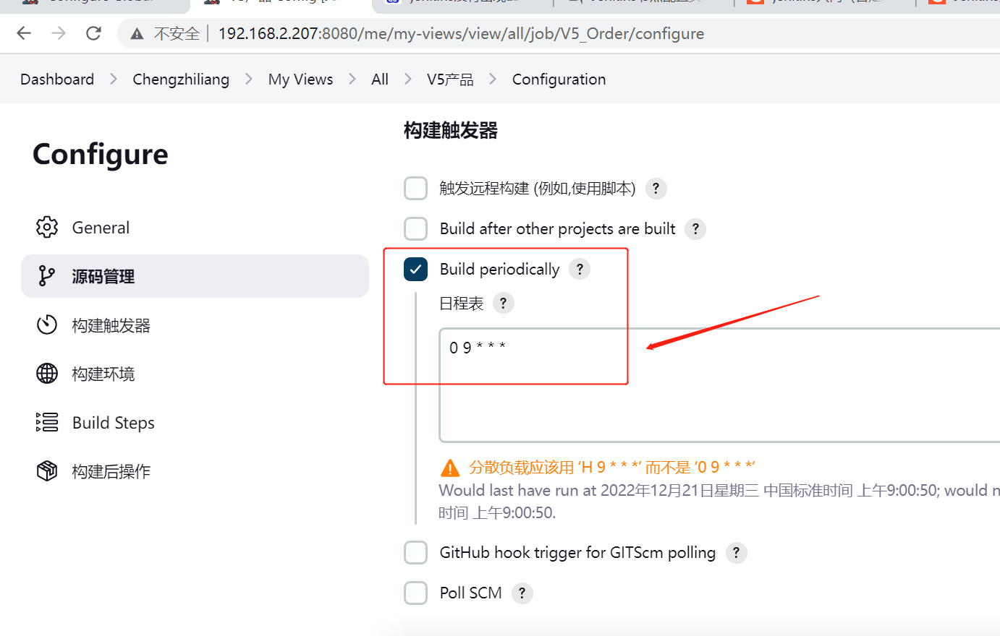 不安全 192.168.2.207:8080/me/my-views/view/all/job/V5_Order/configure
Dashboard Chengzhiliang My Views All V5产品 Configuration
Configure
General
源码管理
构建触发器
构建环境
Build Steps
构建后操作
构建触发器
触发远程构建 (例如,使用脚本) ?
Build after other projects are built ?
Build periodically ?
日程表 ?
0 9 * * *
分散负载应该用 ‘H 9 * * *’ 而不是 ‘0 9 * * *’
Would last have run at 2022年12月21日星期三 中国标准时间 上午9:00:50; would
时间 上午9:00:50.
GitHub hook trigger for GITScm polling ?
Poll SCM ?